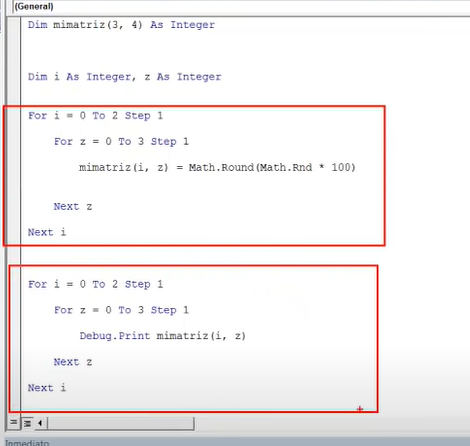 (General)
Dim mimatriz(3, 4) As Integer
Dim i As Integer, z As Integer
For i = 0 To 2 Step 1
For z = 0 To 3 Step 1
mimatriz(i, z) = Math.Round(Math.Rnd * 100)
Next z
Next i
For i = 0 To 2 Step 1
For z = 0 To 3 Step 1
Debug.Print mimatriz(i, z)
Next z
Next i
Inmediato